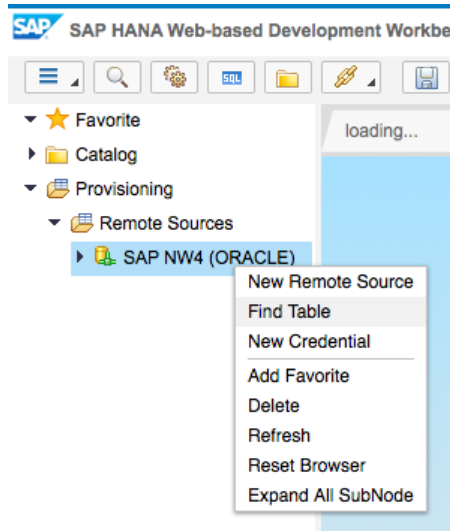 SAP SAP HANA Web-based Development Workbe
SQL
Favorite
loading...
Catalog
Provisioning
Remote Sources
SAP NW4 (ORACLE)
New Remote Source
Find Table
New Credential
Add Favorite
Delete
Refresh
Reset Browser
Expand All SubNode